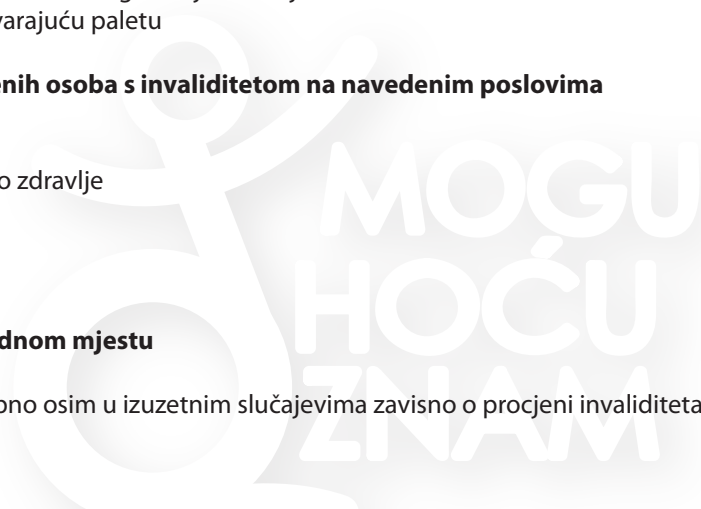 varajuću paletu
enih osoba s invaliditetom na navedenim poslovima
o zdravlje
MOGU
HOĆU
dnom mjestu
bno osim u izuzetnim slučajevima zavisno o procjeni invaliditeta
ZNAM